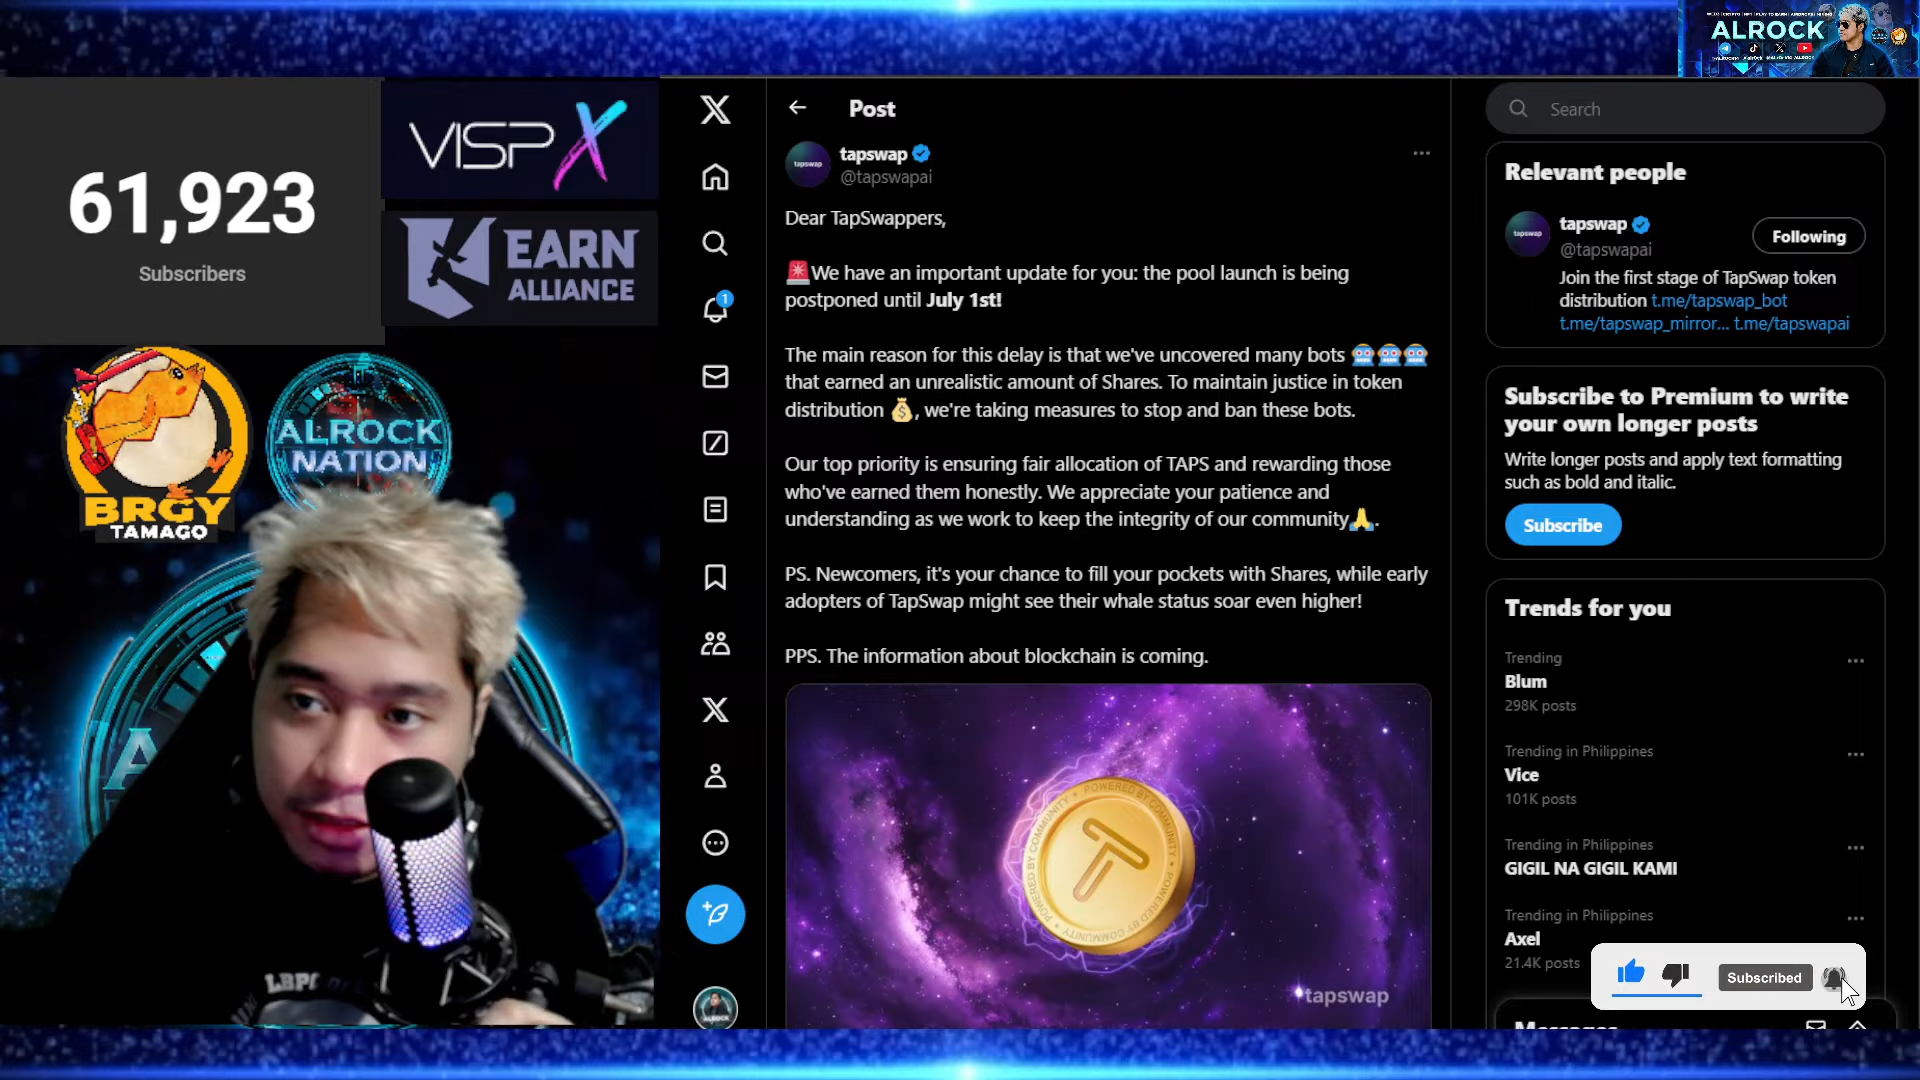 ALROCK
61,923
Subscribers
VISPX
EARN
ALLIANCE
BRGY
TAMAGO
ALROCK
NATION
LBPC
Post
tapswap
@tapswapai
Dear TapSwappers,
🚨We have an important update for you: the pool launch is being
postponed until July 1st!
The main reason for this delay is that we've uncovered many bots 🤖🤖🤖
that earned an unrealistic amount of Shares. To maintain justice in token
distribution 💰, we're taking measures to stop and ban these bots.
Our top priority is ensuring fair allocation of TAPS and rewarding those
who've earned them honestly. We appreciate your patience and
understanding as we work to keep the integrity of our community🙏.
PS. Newcomers, it's your chance to fill your pockets with Shares, while early
adopters of TapSwap might see their whale status soar even higher!
PPS. The information about blockchain is coming.
POWERED BY COMMUNITY
tapswap
1
Search
Relevant people
tapswap
@tapswapai
Following
Join the first stage of TapSwap token
distribution t.me/tapswap_bot
t.me/tapswap_mirror... t.me/tapswapai
Subscribe to Premium to write
your own longer posts
Write longer posts and apply text formatting
such as bold and italic.
Subscribe
Trends for you
Trending
Blum
298K posts
Trending in Philippines
Vice
101K posts
Trending in Philippines
GIGIL NA GIGIL KAMI
Trending in Philippines
Axel
21.4K posts
Subscribed
Messages